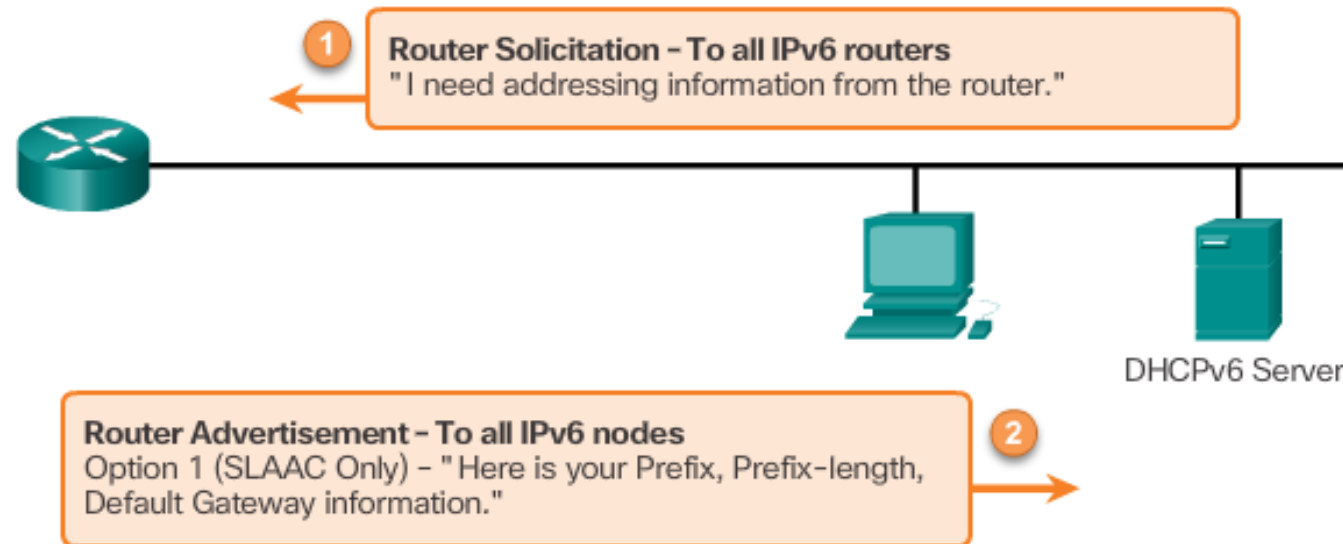 1
Router Solicitation – To all IPv6 routers
"I need addressing information from the router."
DHCPv6 Server
Router Advertisement – To all IPv6 nodes
2
Option 1 (SLAAC Only) – "Here is your Prefix, Prefix-length,
Default Gateway information."